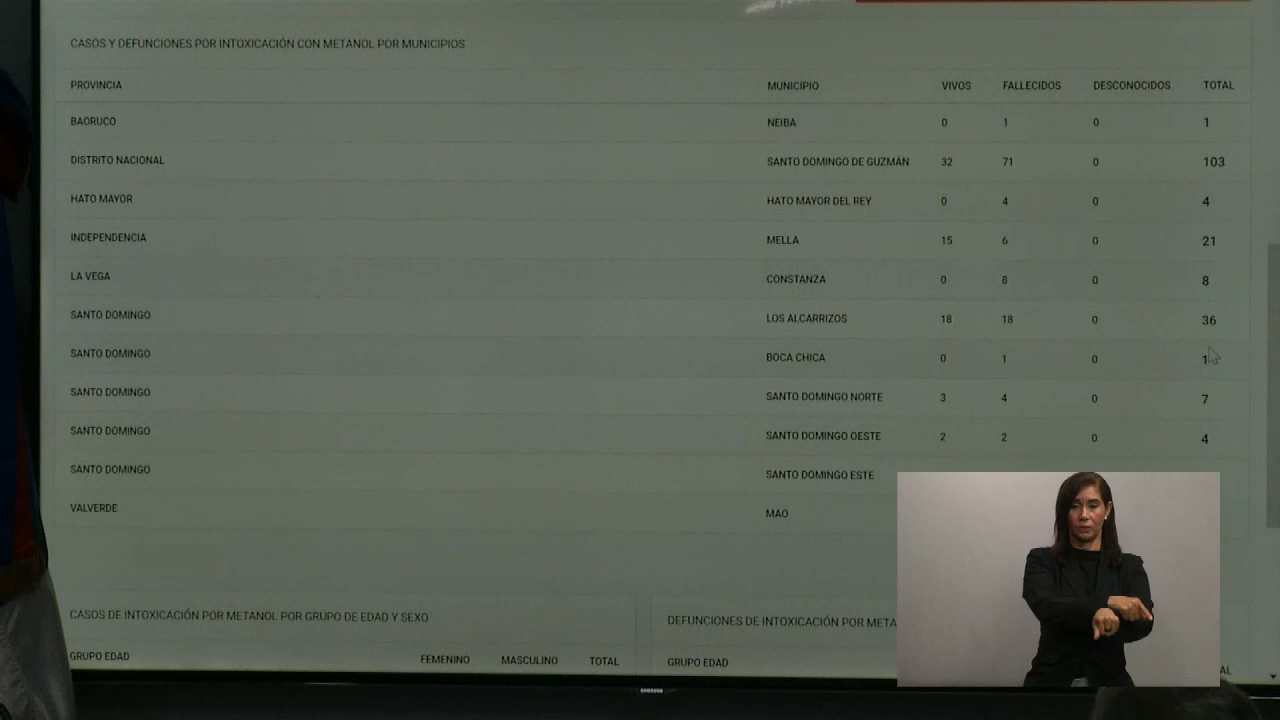 CASOS Y DEFUNCIONES POR INTOXICACIÓN CON METANOL POR MUNICIPIOS
PROVINCIA MUNICIPIO VIVOS FALLECIDOS DESCONOCIDOS TOTAL
BAORUCO NEIBA 0 1 0 1
DISTRITO NACIONAL SANTO DOMINGO DE GUZMÁN 32 71 0 103
HATO MAYOR HATO MAYOR DEL REY 0 4 0 4
INDEPENDENCIA MELLA 15 6 0 21
LA VEGA CONSTANZA 0 8 0 8
SANTO DOMINGO LOS ALCARRIZOS 18 18 0 36
SANTO DOMINGO BOCA CHICA 0 1 0 1
SANTO DOMINGO SANTO DOMINGO NORTE 3 4 0 7
SANTO DOMINGO SANTO DOMINGO OESTE 2 2 0 4
SANTO DOMINGO SANTO DOMINGO ESTE
VALVERDE MAO
CASOS DE INTOXICACIÓN POR METANOL POR GRUPO DE EDAD Y SEXO
GRUPO EDAD FEMENINO MASCULINO TOTAL
DEFUNCIONES DE INTOXICACIÓN POR META
GRUPO EDAD AL
SAMSUNG